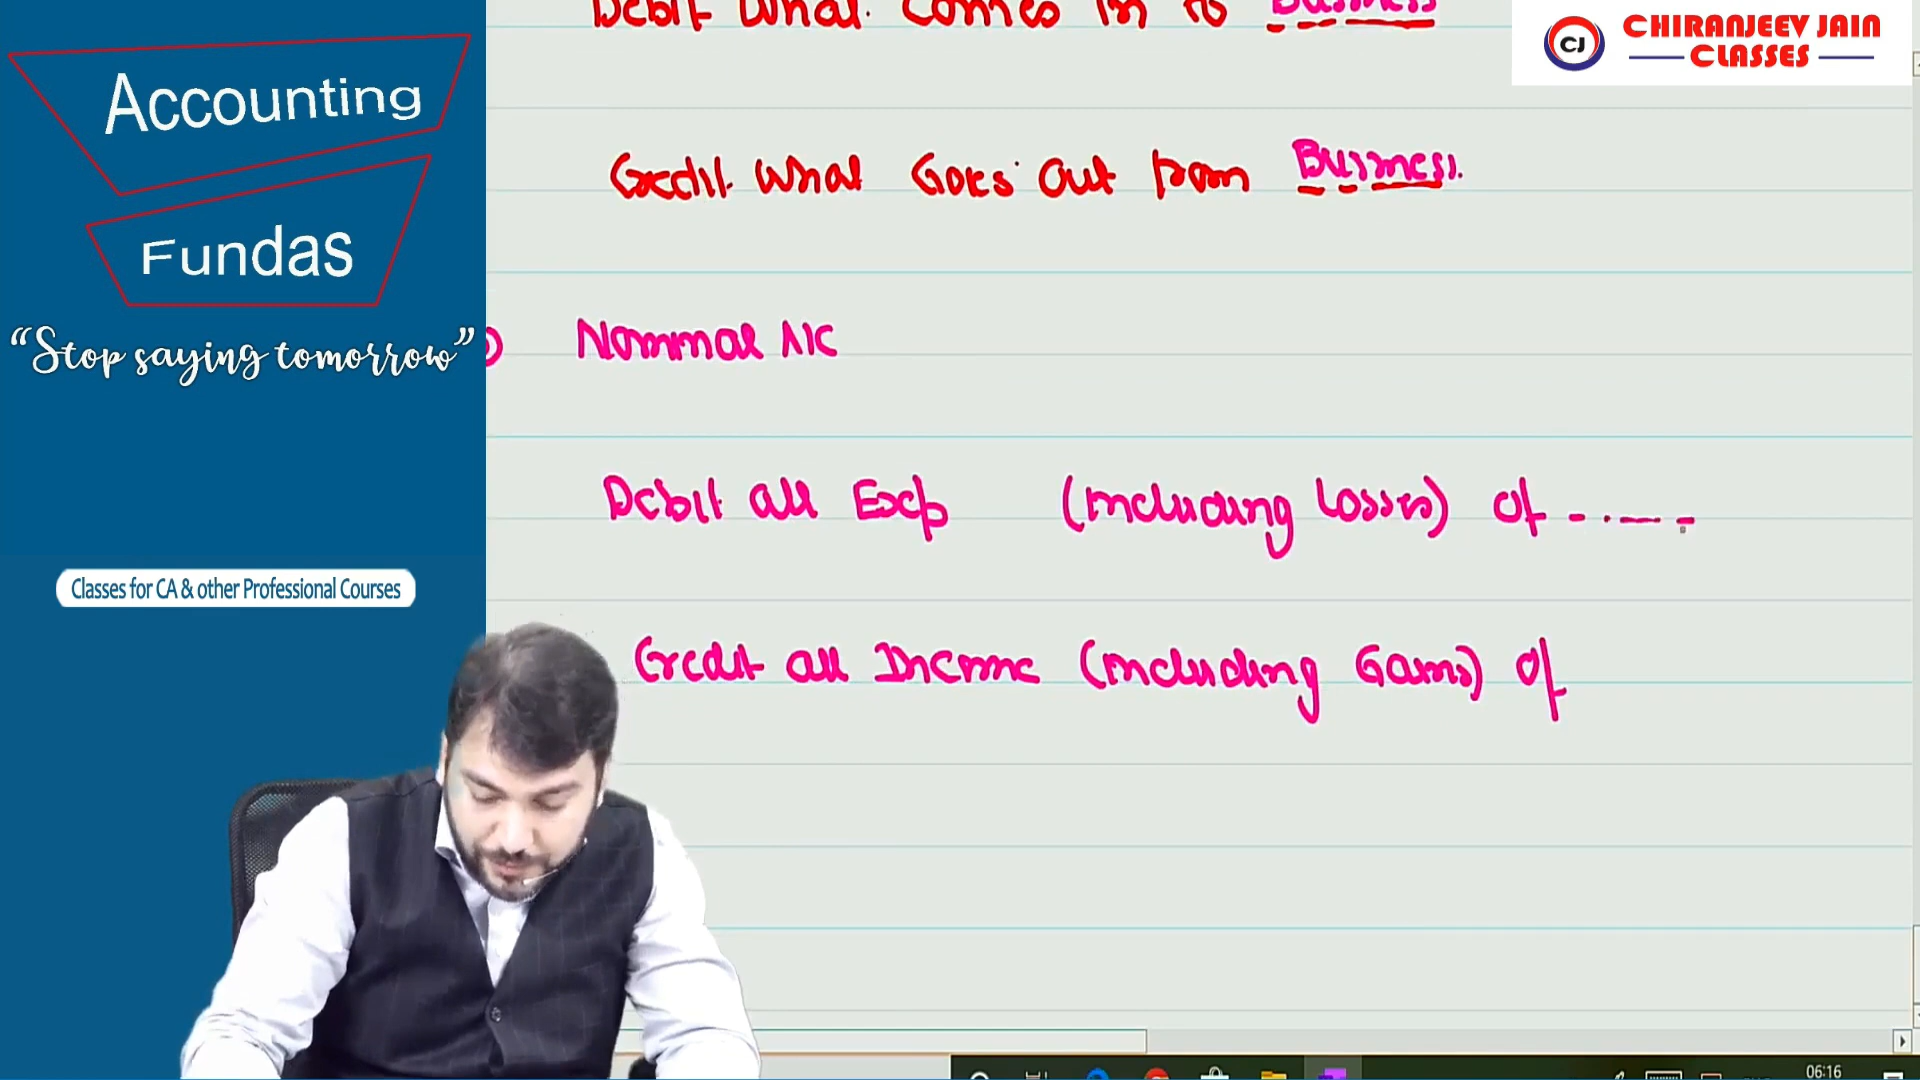 Debit What Comes In to Business
CHIRANJEEV JAIN
CJ
CLASSES
Accounting
Credit What Goes Out from Business.
Fundas
"Stop saying tomorrow"
Nominal A/C
Debit all Exp (Including Losses) of -----
Classes for CA & other Professional Courses
Credit all Income (Including Gains) of
06:16